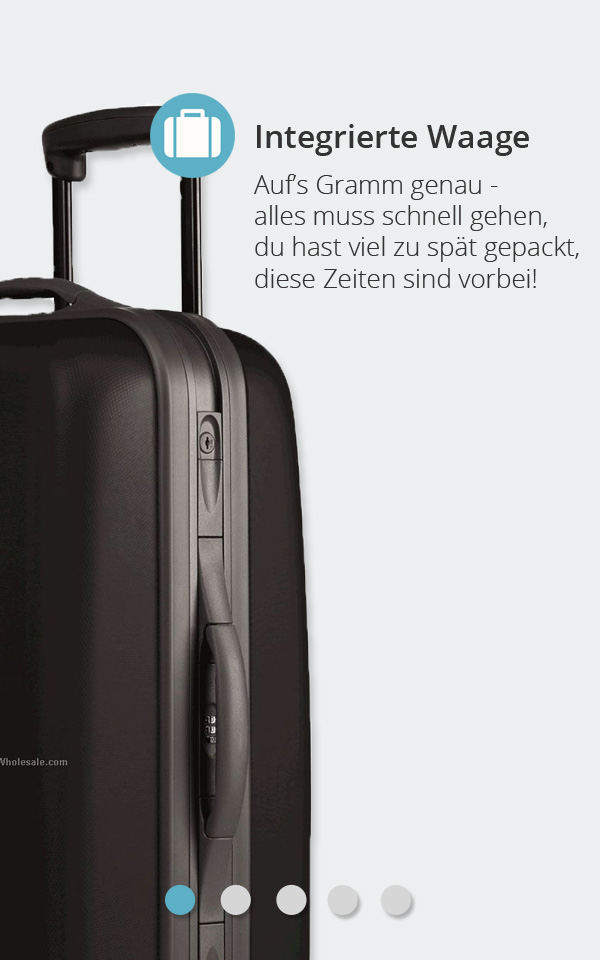 Integrierte Waage
Auf’s Gramm genau -
alles muss schnell gehen,
du hast viel zu spät gepackt,
diese Zeiten sind vorbei!
Wholesale.com